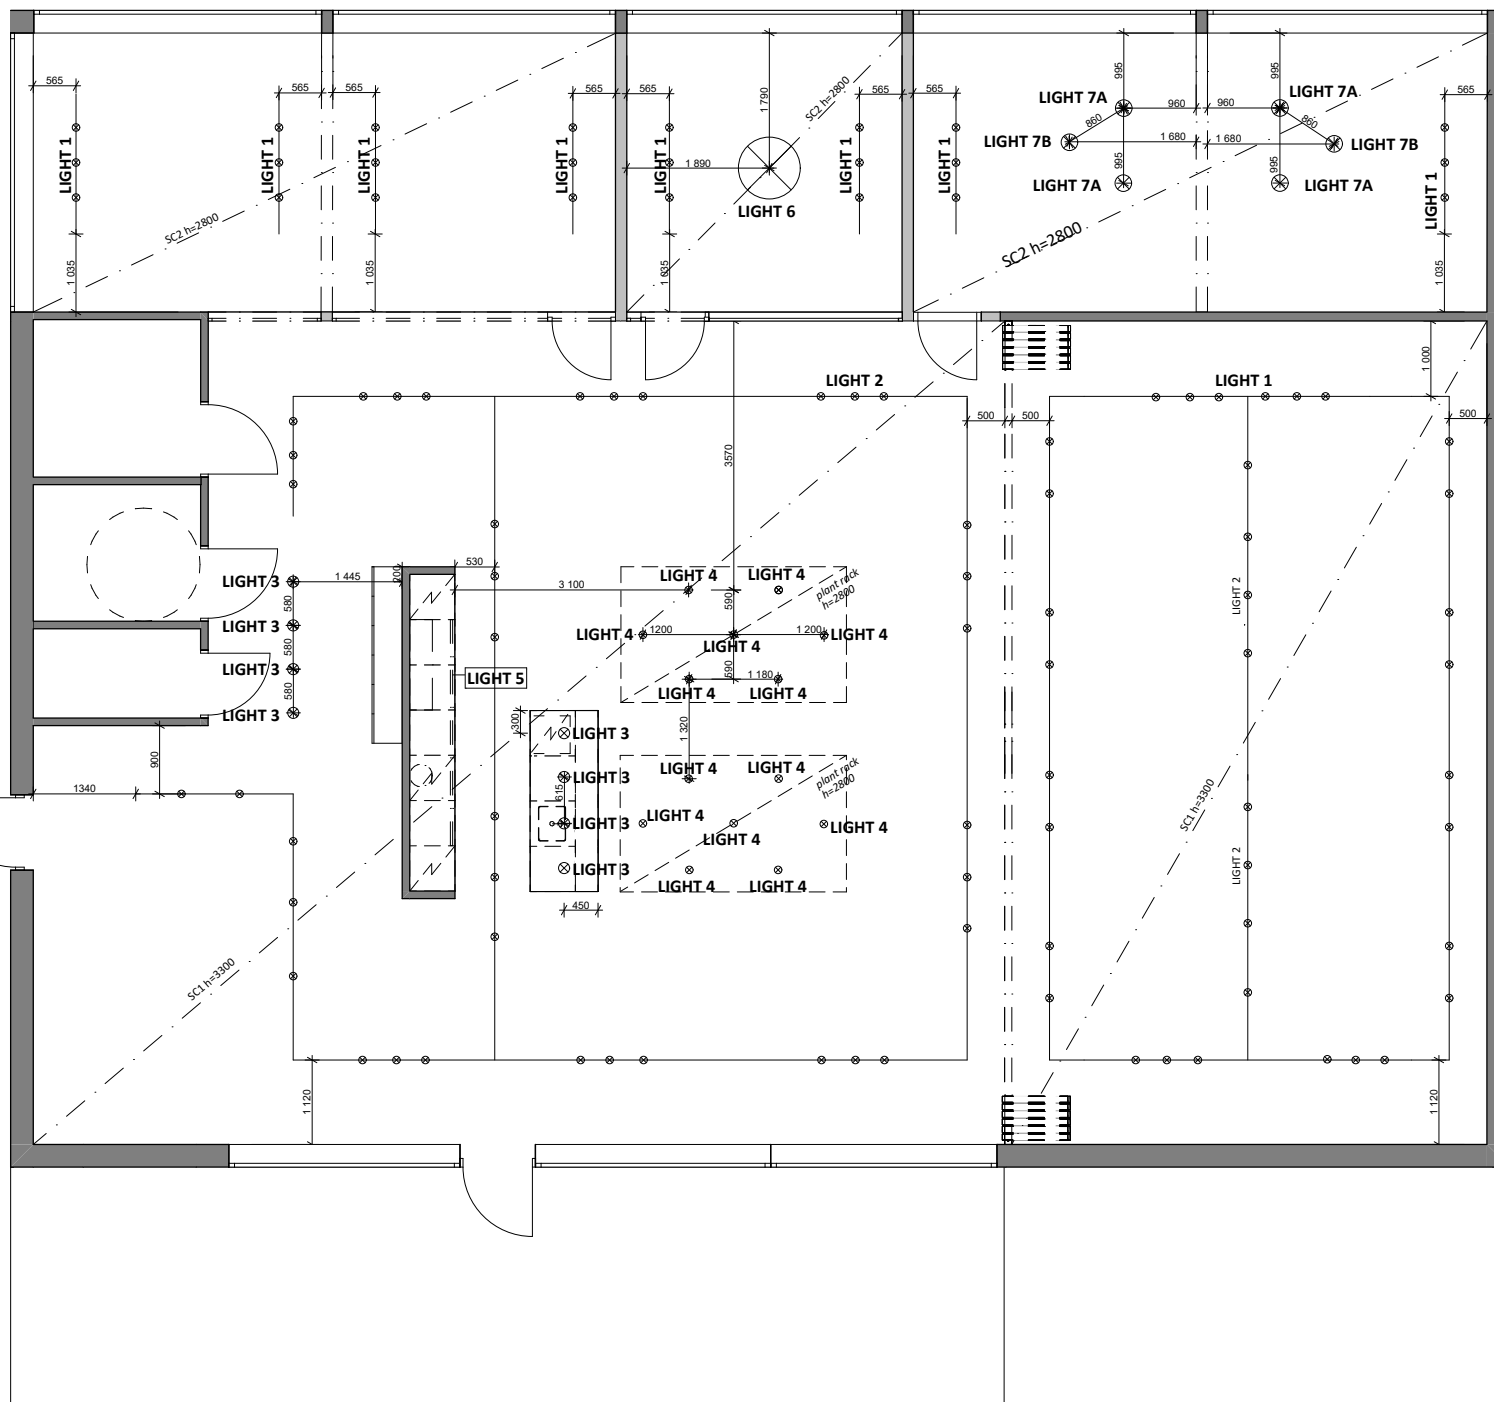 565
565
565
565
565
565
565
565
1 790
SC2 h=2800
995
995
LIGHT 7A
LIGHT 7A
960
960
860
860
LIGHT 7B
1 680
1 680
LIGHT 7B
995
995
LIGHT 7A
LIGHT 7A
LIGHT 1
LIGHT 1
LIGHT 1
LIGHT 1
LIGHT 1
1 890
LIGHT 6
LIGHT 1
LIGHT 1
LIGHT 1
SC2 h=2800
SC2 h=2800
1 035
1 035
1 035
1 035
LIGHT 2
LIGHT 1
1 000
500
500
500
3570
530
200
1 445
3 100
LIGHT 3
580
LIGHT 3
580
LIGHT 3
580
LIGHT 3
LIGHT 4
LIGHT 4
plant rack
h=2800
590
LIGHT 4
1200
1 200
LIGHT 4
LIGHT 4
590
1 180
LIGHT 4
LIGHT 4
LIGHT 5
LIGHT 2
300
LIGHT 3
1 320
LIGHT 4
LIGHT 4
plant rack
h=2800
LIGHT 3
615
LIGHT 4
LIGHT 3
LIGHT 4
LIGHT 4
LIGHT 3
LIGHT 4
LIGHT 4
450
900
1340
SC1 h=3300
SC1 h=3300
LIGHT 2
1 120
1 120